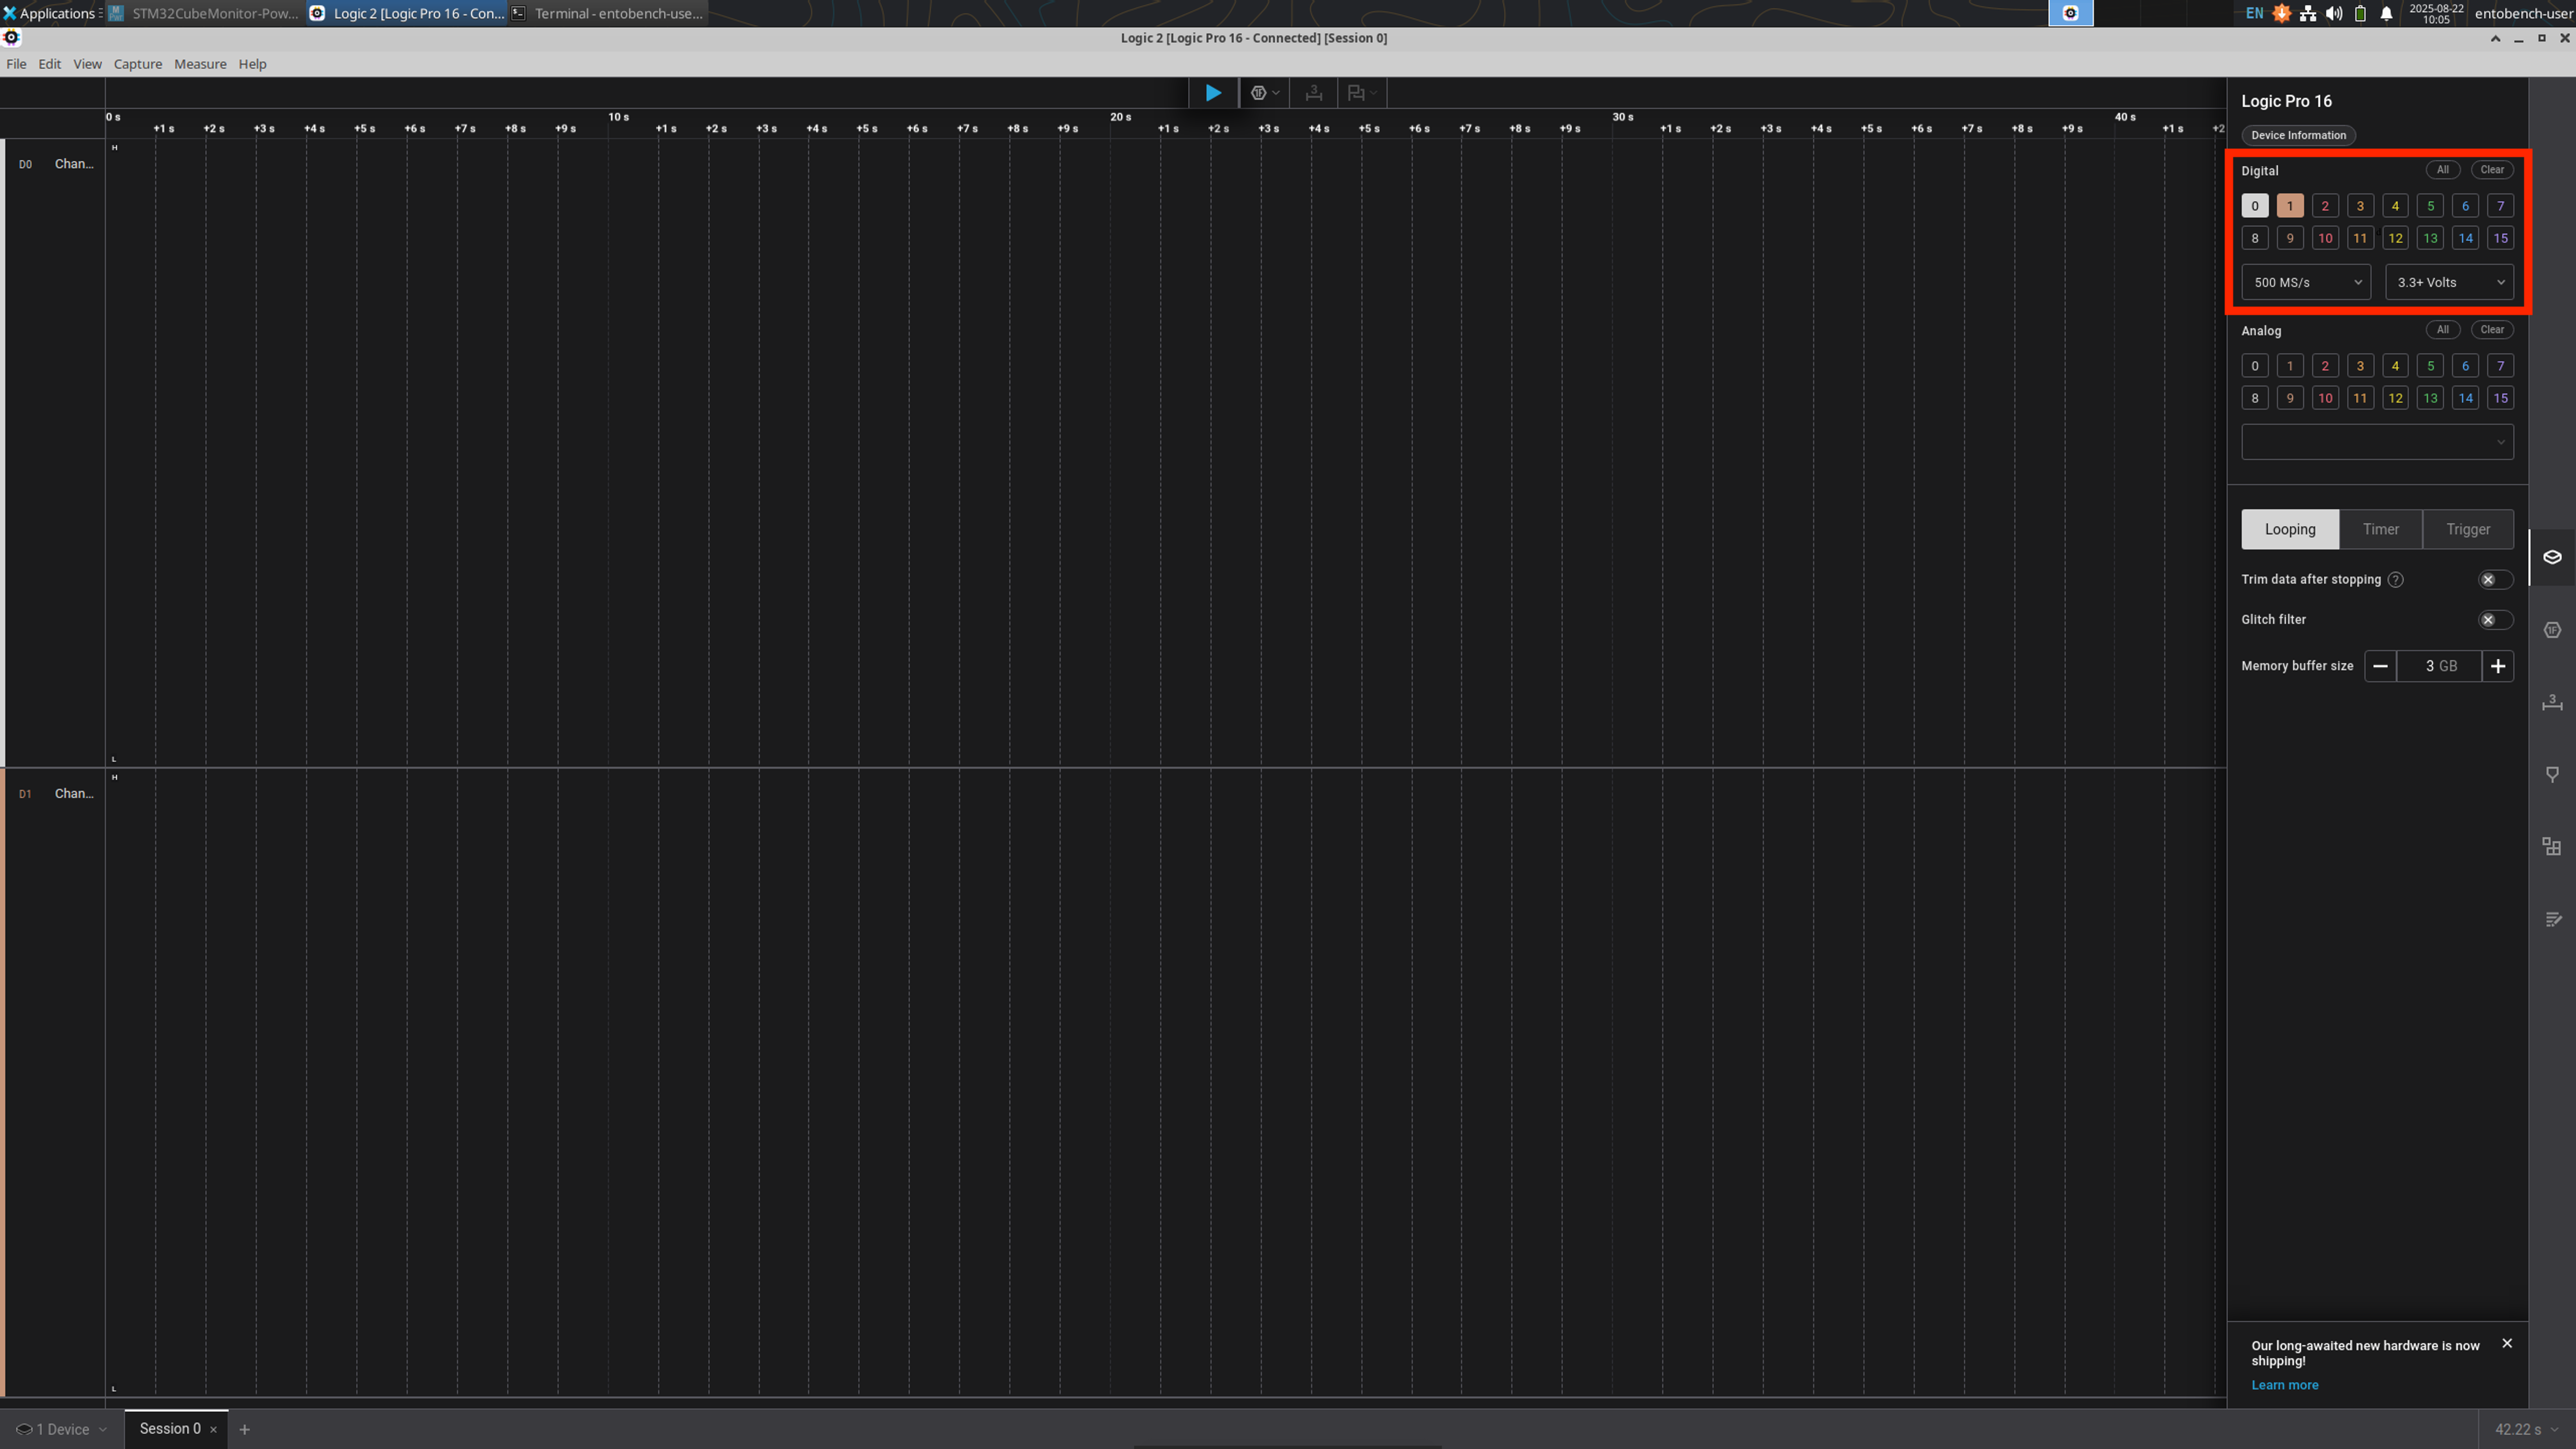 Applications STM32CubeMonitor-Pow... Logic 2 [Logic Pro 16 - Con... Terminal - entobench-use... EN 2025-08-22 10:05 entobench-user
Logic 2 [Logic Pro 16 - Connected] [Session 0]
File Edit View Capture Measure Help
0 s 10 s 20 s 30 s 40 s
+1 s +2 s +3 s +4 s +5 s +6 s +7 s +8 s +9 s +1 s +2 s +3 s +4 s +5 s +6 s +7 s +8 s +9 s +1 s +2 s +3 s +4 s +5 s +6 s +7 s +8 s +9 s +1 s +2 s +3 s +4 s +5 s +6 s +7 s +8 s +9 s +1 s +2
H
D0 Chan...
L
H
D1 Chan...
L
Logic Pro 16
Device Information
Digital All Clear
0 1 2 3 4 5 6 7
8 9 10 11 12 13 14 15
500 MS/s 3.3+ Volts
Analog All Clear
0 1 2 3 4 5 6 7
8 9 10 11 12 13 14 15
Looping Timer Trigger
Trim data after stopping ?
Glitch filter
Memory buffer size − 3 GB +
Our long-awaited new hardware is now
shipping!
Learn more
1 Device Session 0 × + 42.22 s